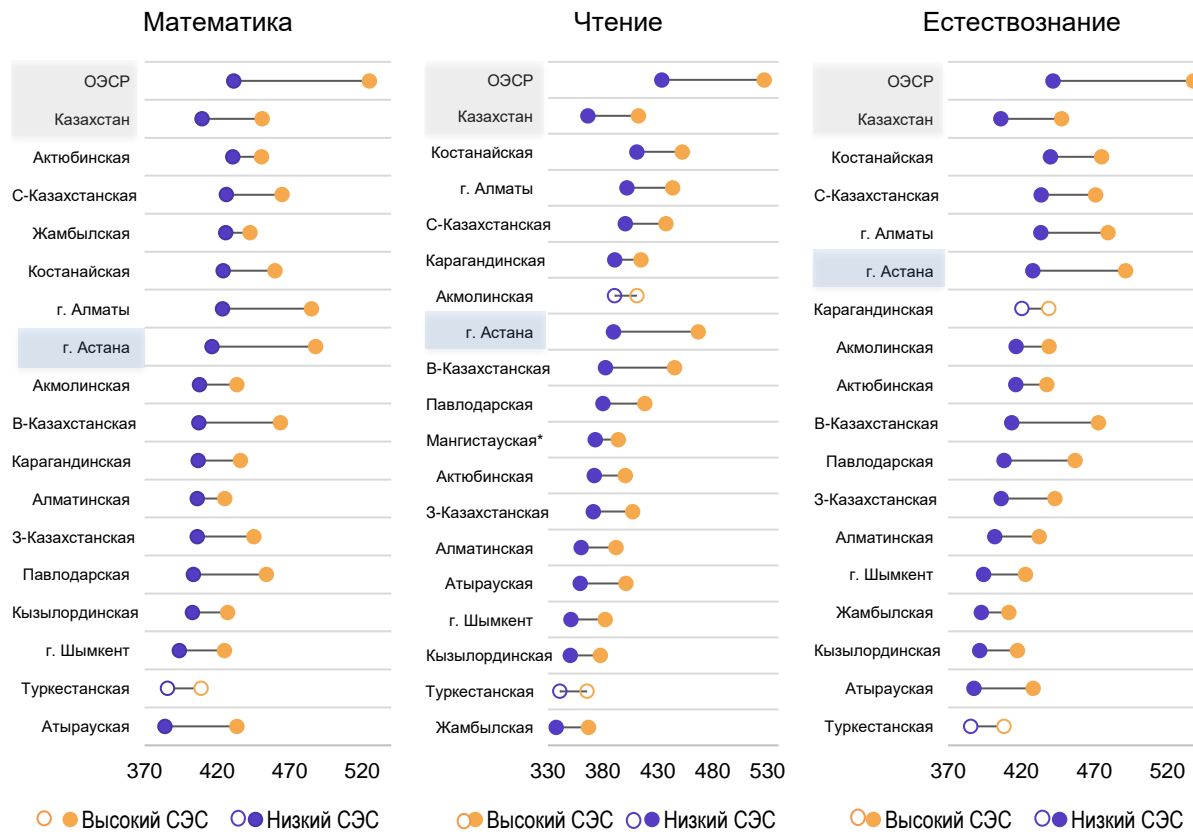 Математика
ОЭСР
Казахстан
Актюбинская
С-Казахстанская
Жамбылская
Костанайская
г. Алматы
г. Астана
Акмолинская
В-Казахстанская
Карагандинская
Алматинская
З-Казахстанская
Павлодарская
Кызылординская
г. Шымкент
Туркестанская
Атырауская
370 420 470 520
Высокий СЭС Низкий СЭС
Чтение
ОЭСР
Казахстан
Костанайская
г. Алматы
С-Казахстанская
Карагандинская
Акмолинская
г. Астана
В-Казахстанская
Павлодарская
Мангистауская*
Актюбинская
З-Казахстанская
Алматинская
Атырауская
г. Шымкент
Кызылординская
Туркестанская
Жамбылская
330 380 430 480 530
Высокий СЭС Низкий СЭС
Естествознание
ОЭСР
Казахстан
Костанайская
С-Казахстанская
г. Алматы
г. Астана
Карагандинская
Акмолинская
Актюбинская
В-Казахстанская
Павлодарская
З-Казахстанская
Алматинская
г. Шымкент
Жамбылская
Кызылординская
Атырауская
Туркестанская
370 420 470 520
Высокий СЭС Низкий СЭС